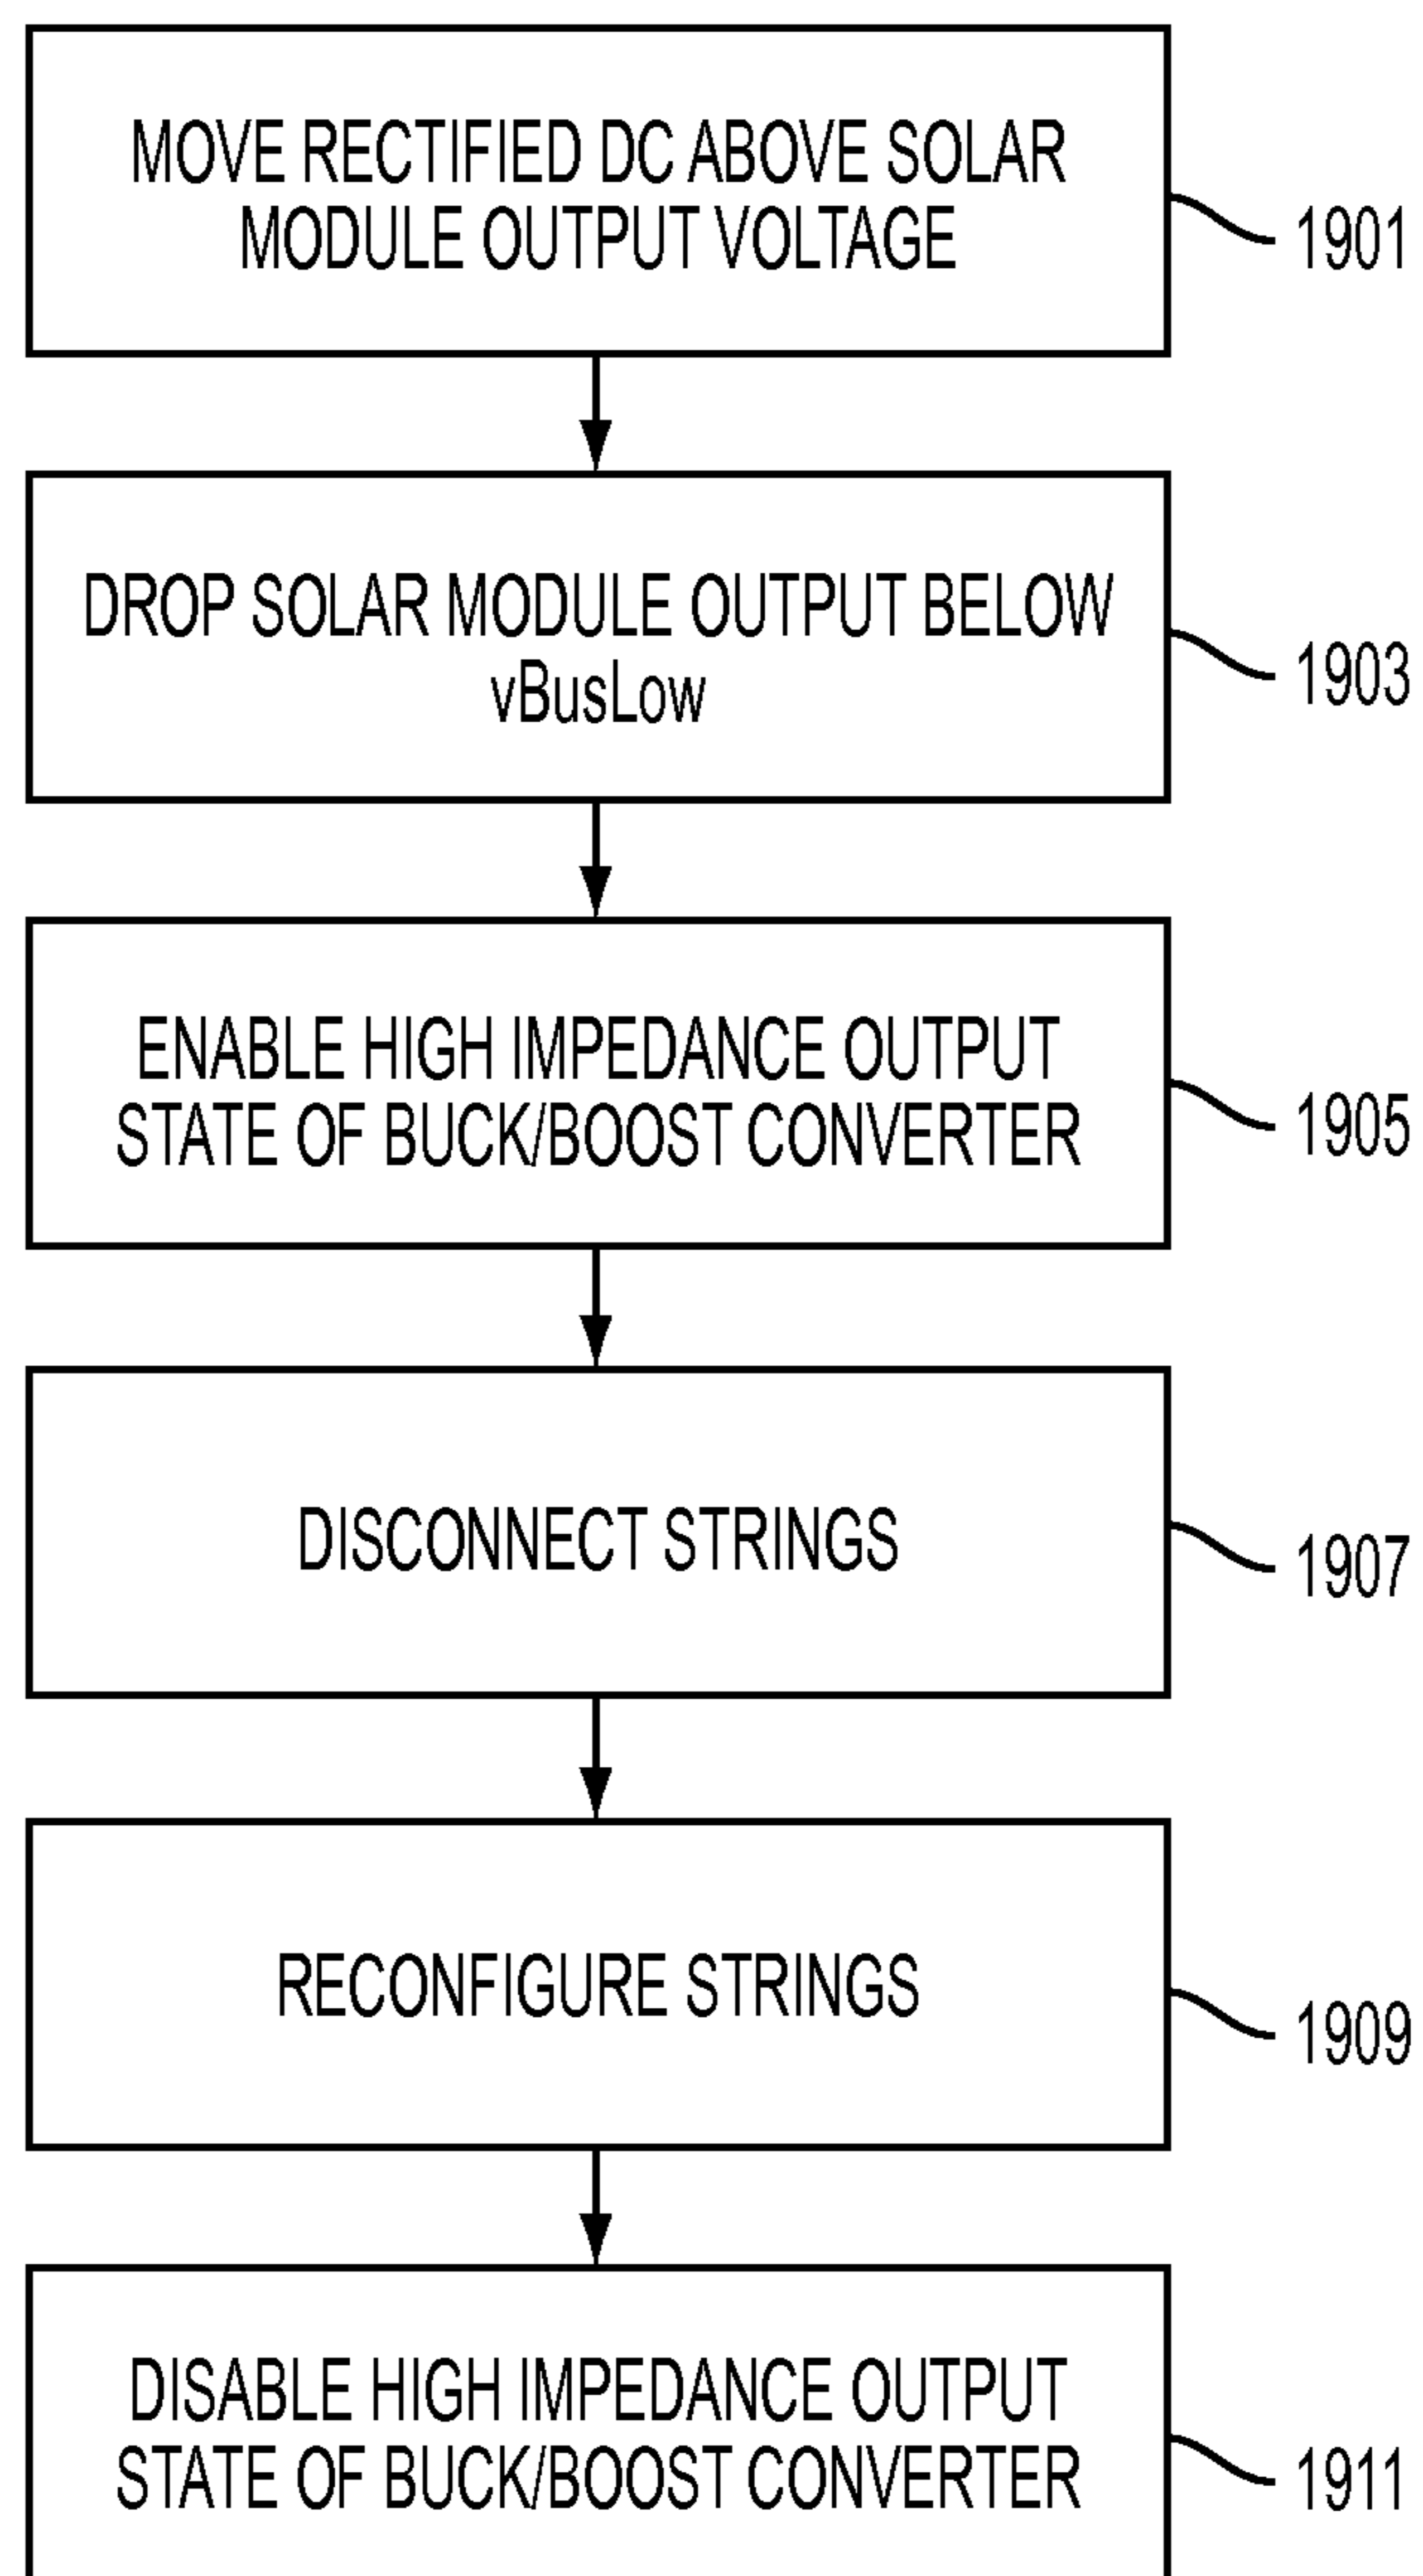 MOVE RECTIFIED DC ABOVE SOLAR
MODULE OUTPUT VOLTAGE
1901
DROP SOLAR MODULE OUTPUT BELOW
vBusLow
1903
ENABLE HIGH IMPEDANCE OUTPUT
STATE OF BUCK/BOOST CONVERTER
1905
DISCONNECT STRINGS
1907
RECONFIGURE STRINGS
1909
DISABLE HIGH IMPEDANCE OUTPUT
STATE OF BUCK/BOOST CONVERTER
1911